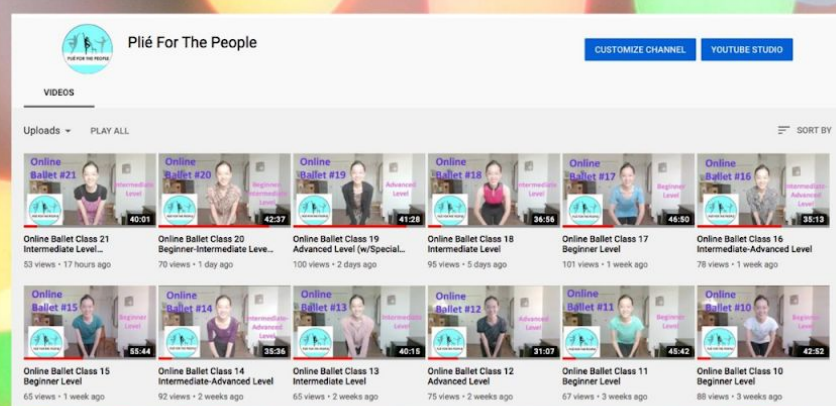 PLIÉ FOR THE PEOPLE
Plié For The People
CUSTOMIZE CHANNEL
YOUTUBE STUDIO
VIDEOS
Uploads
PLAY ALL
SORT BY
Online
Ballet #21
Intermediate
Level
40:01
Online
Ballet #20
Beginner-
Intermediate
Level
42:37
Online
Ballet #19
Advanced
Level
41:28
Online
Ballet #18
Intermediate
Level
36:56
Online
Ballet #17
Beginner
Level
46:50
Online
Ballet #16
Intermediate-
Advanced
Level
35:13
Online Ballet Class 21
Intermediate Level...
53 views • 17 hours ago
Online Ballet Class 20
Beginner-Intermediate Leve...
70 views • 1 day ago
Online Ballet Class 19
Advanced Level (w/Special...
100 views • 2 days ago
Online Ballet Class 18
Intermediate Level
95 views • 5 days ago
Online Ballet Class 17
Beginner Level
101 views • 1 week ago
Online Ballet Class 16
Intermediate-Advanced Level
78 views • 1 week ago
Online
Ballet #15
Beginner
Level
55:44
Online
Ballet #14
Intermediate-
Advanced
Level
35:36
Online
Ballet #13
Intermediate
Level
40:15
Online
Ballet #12
Advanced
Level
31:07
Online
Ballet #11
Beginner
Level
45:42
Online
Ballet #10
Beginner
Level
42:52
Online Ballet Class 15
Beginner Level
65 views • 1 week ago
Online Ballet Class 14
Intermediate-Advanced Level
92 views • 2 weeks ago
Online Ballet Class 13
Intermediate Level
65 views • 2 weeks ago
Online Ballet Class 12
Advanced Level
75 views • 2 weeks ago
Online Ballet Class 11
Beginner Level
67 views • 3 weeks ago
Online Ballet Class 10
Beginner Level
88 views • 3 weeks ago